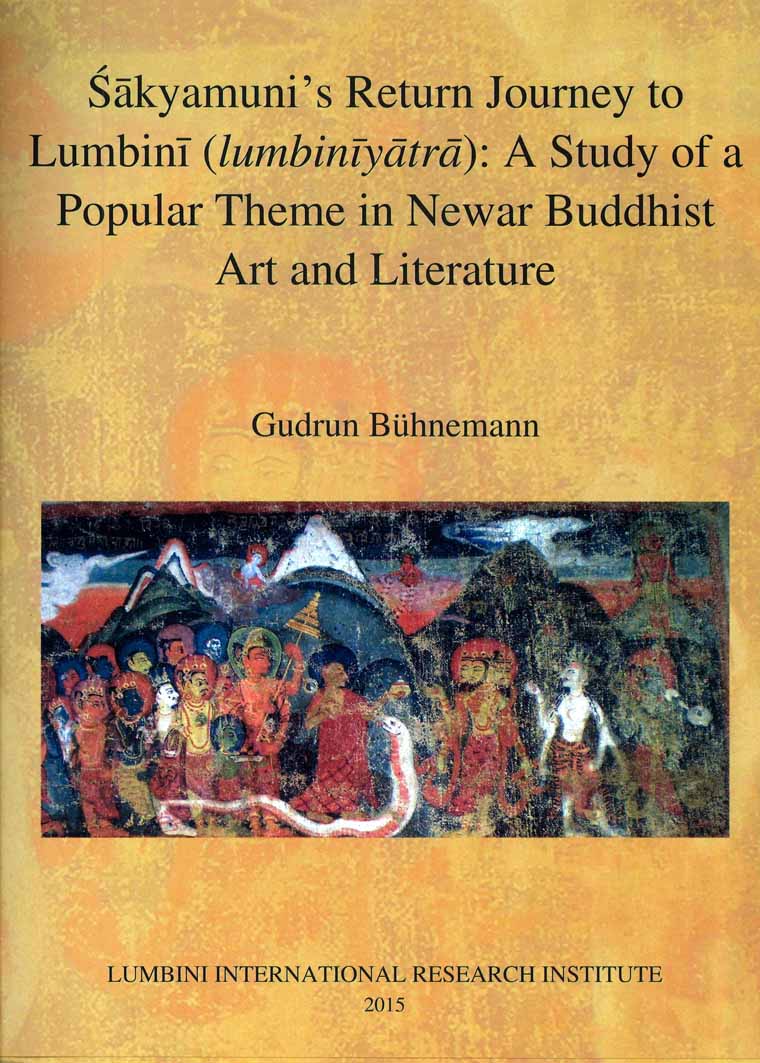 Śākyamuni's Return Journey to
Lumbinī (lumbinīyātrā): A Study of a
Popular Theme in Newar Buddhist
Art and Literature
Gudrun Bühnemann
LUMBINI INTERNATIONAL RESEARCH INSTITUTE
2015